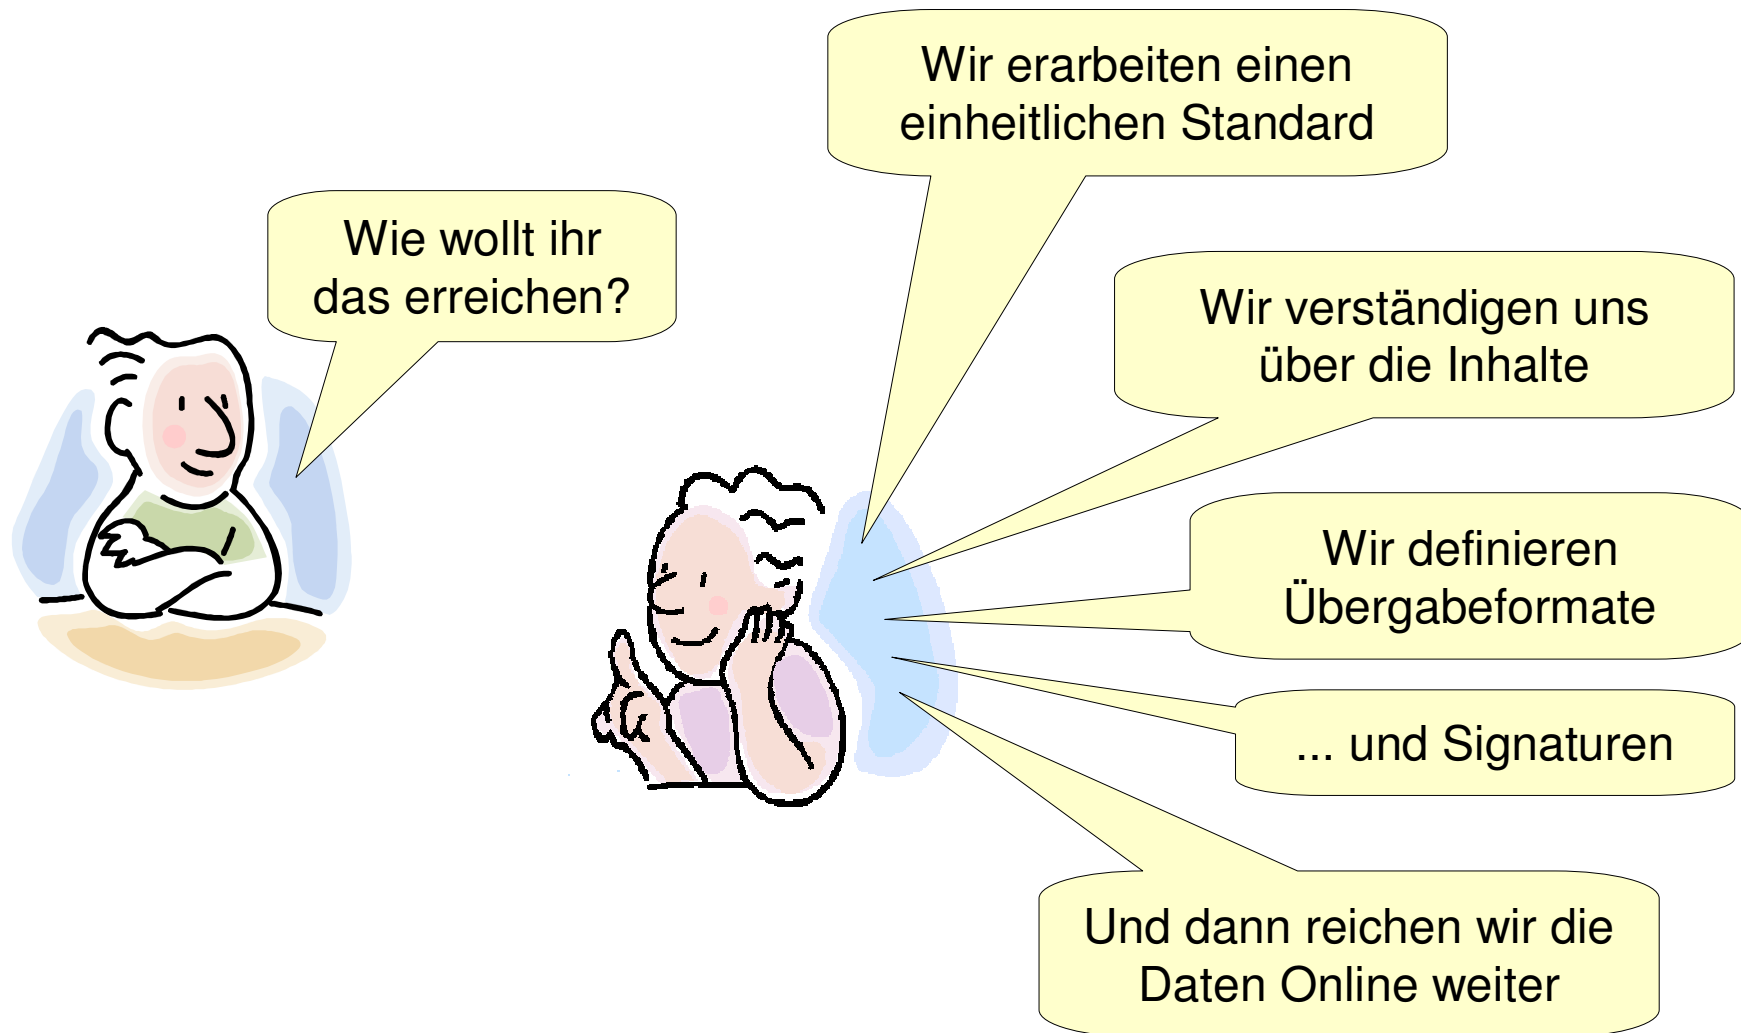 Wie wollt ihr
das erreichen?
Wir erarbeiten einen
einheitlichen Standard
Wir verständigen uns
über die Inhalte
Wir definieren
Übergabeformate
... und Signaturen
Und dann reichen wir die
Daten Online weiter